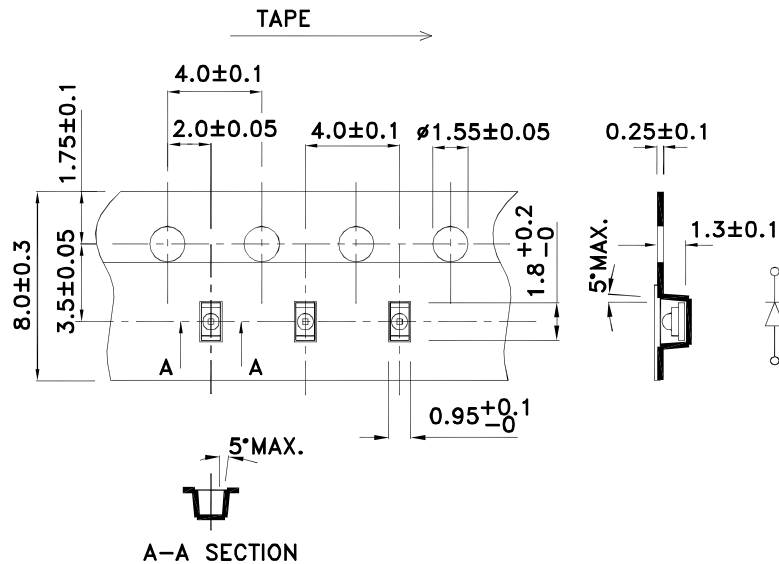 TAPE
4.0±0.1
1.75±0.1
2.0±0.05
4.0±0.1
ø1.55±0.05
0.25±0.1
8.0±0.3
3.5±0.05
1.8+0.2
-0
5°MAX.
1.3±0.1
A
A
0.95+0.1
-0
5°MAX.
A-A SECTION